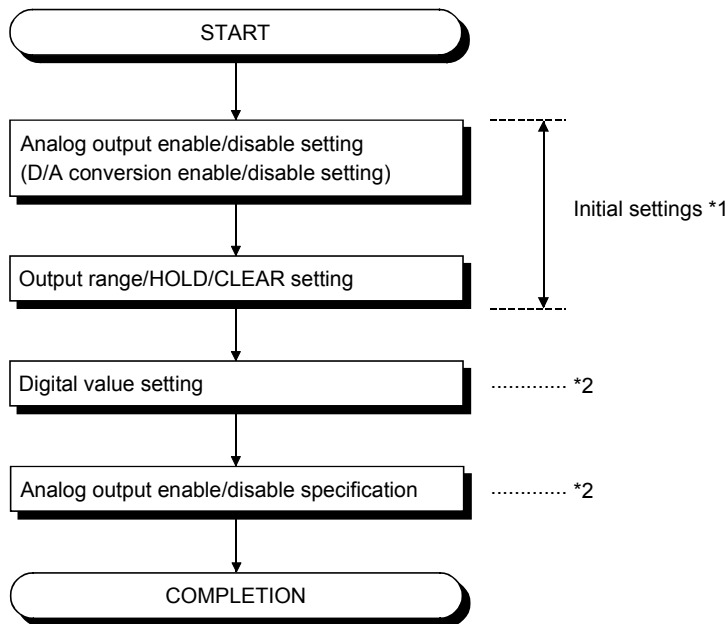 START
Analog output enable/disable setting
(D/A conversion enable/disable setting)
Initial settings *1
Output range/HOLD/CLEAR setting
Digital value setting
*2
Analog output enable/disable specification
*2
COMPLETION